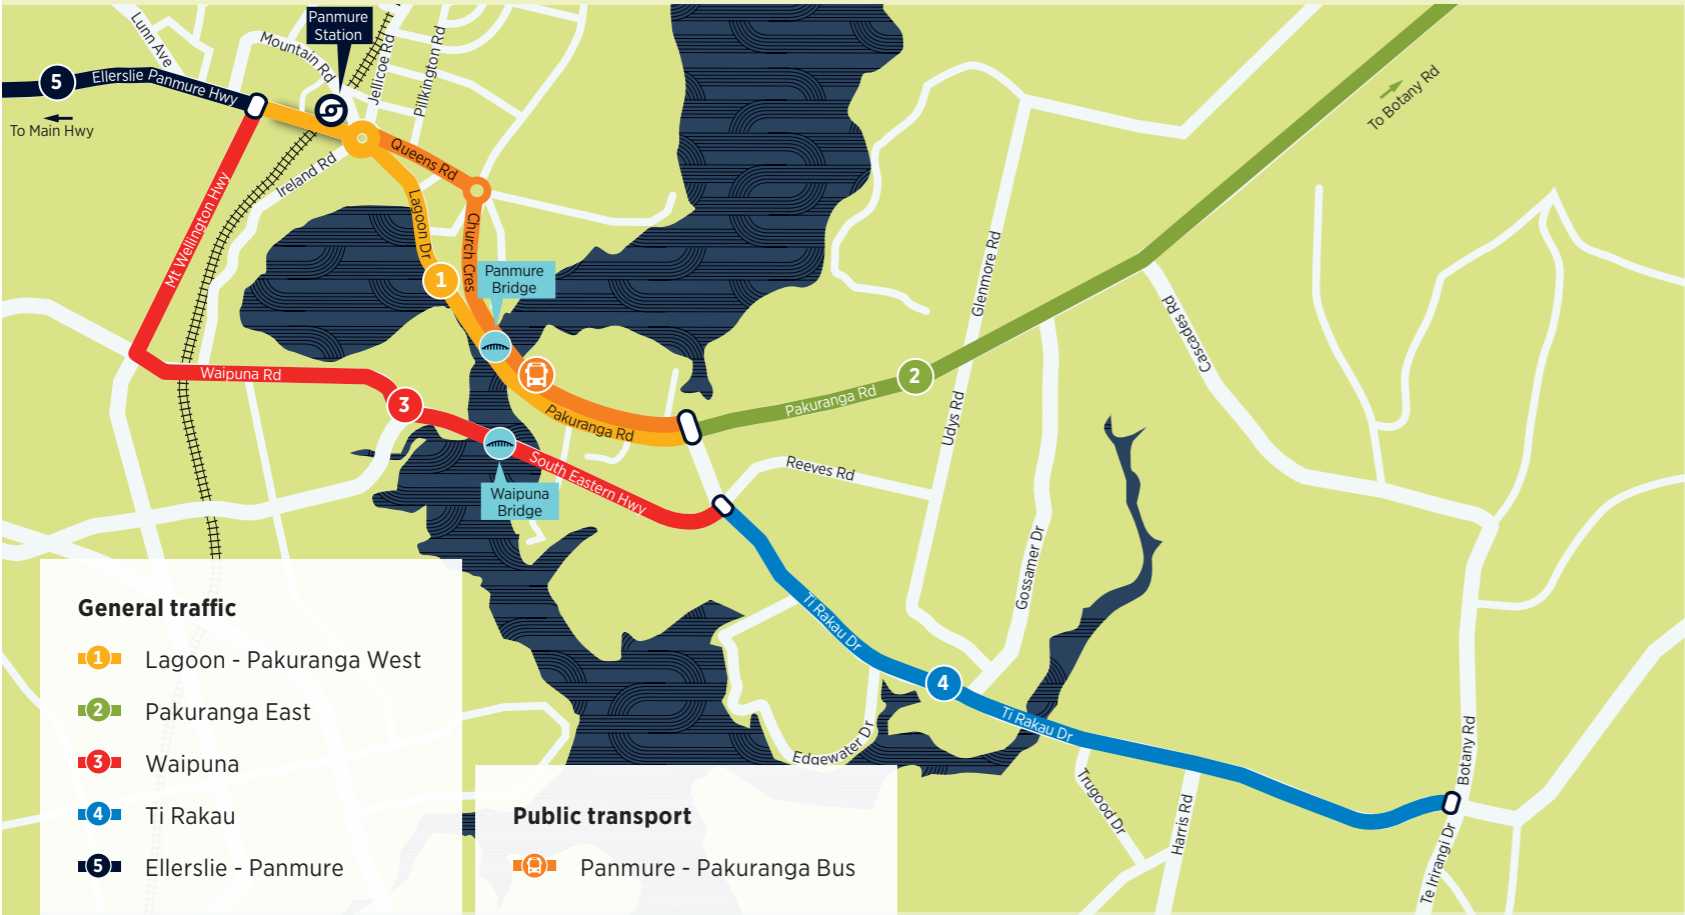 Lunn Ave
Mountain Rd
Panmure
Station
Jellicoe Rd
Pillkington Rd
5
Ellerslie Panmure Hwy
To Main Hwy
To Botany Rd
Queens Rd
Ireland Rd
Mt Wellington Hwy
Lagoon Dr
Church Cres
1
Panmure
Bridge
Glenmore Rd
Cascades Rd
Waipuna Rd
3
2
Pakuranga Rd
Pakuranga Rd
Udys Rd
South Eastern Hwy
Waipuna
Bridge
Reeves Rd
Gossamer Dr
Ti Rakau Dr
4
Ti Rakau Dr
Edgewater Dr
Trugood Dr
Harris Rd
Botany Rd
Te Irirangi Dr
General traffic
1 Lagoon - Pakuranga West
2 Pakuranga East
3 Waipuna
4 Ti Rakau
5 Ellerslie - Panmure
Public transport
Panmure - Pakuranga Bus